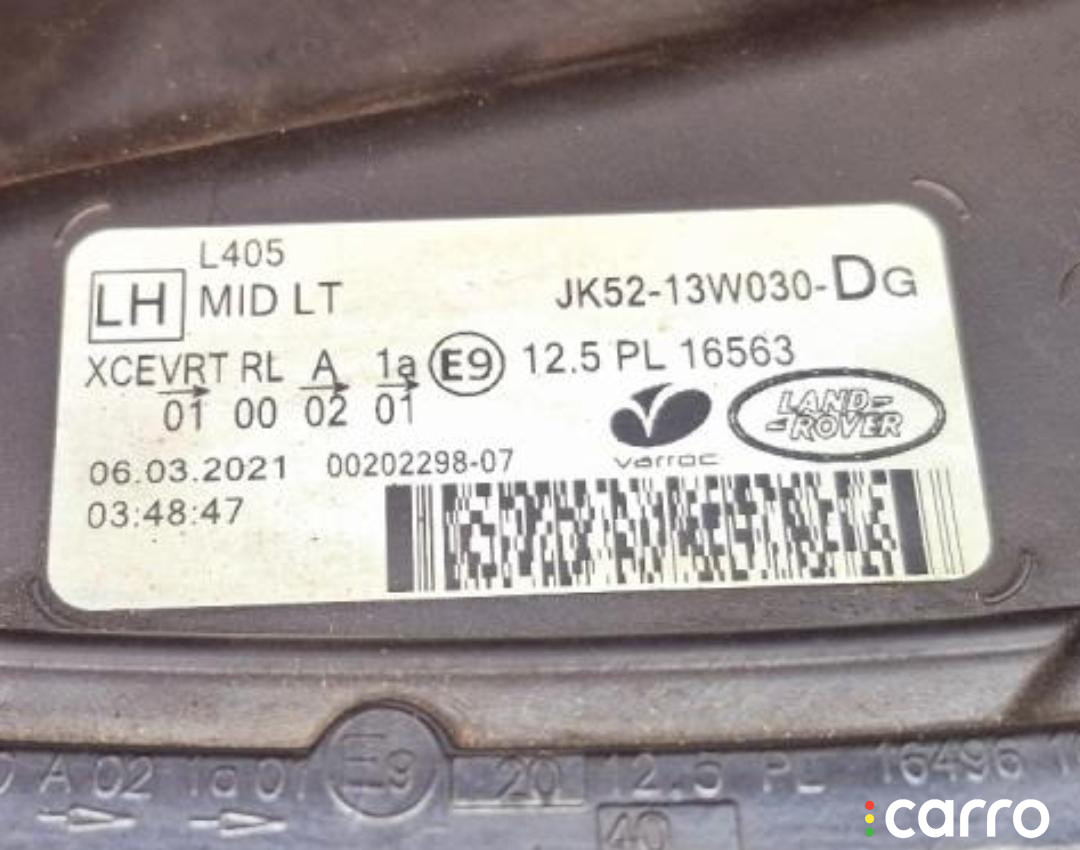 L405
LH MID LT JK52-13W030-DG
XCEVRT RL A 1a E9 12.5 PL 16563
01 00 02 01
LAND-
-ROVER
varroc
06.03.2021 00202298-07
03:48:47
A 02 1a 01 E9 20 12.5 PL 16496
40
carro